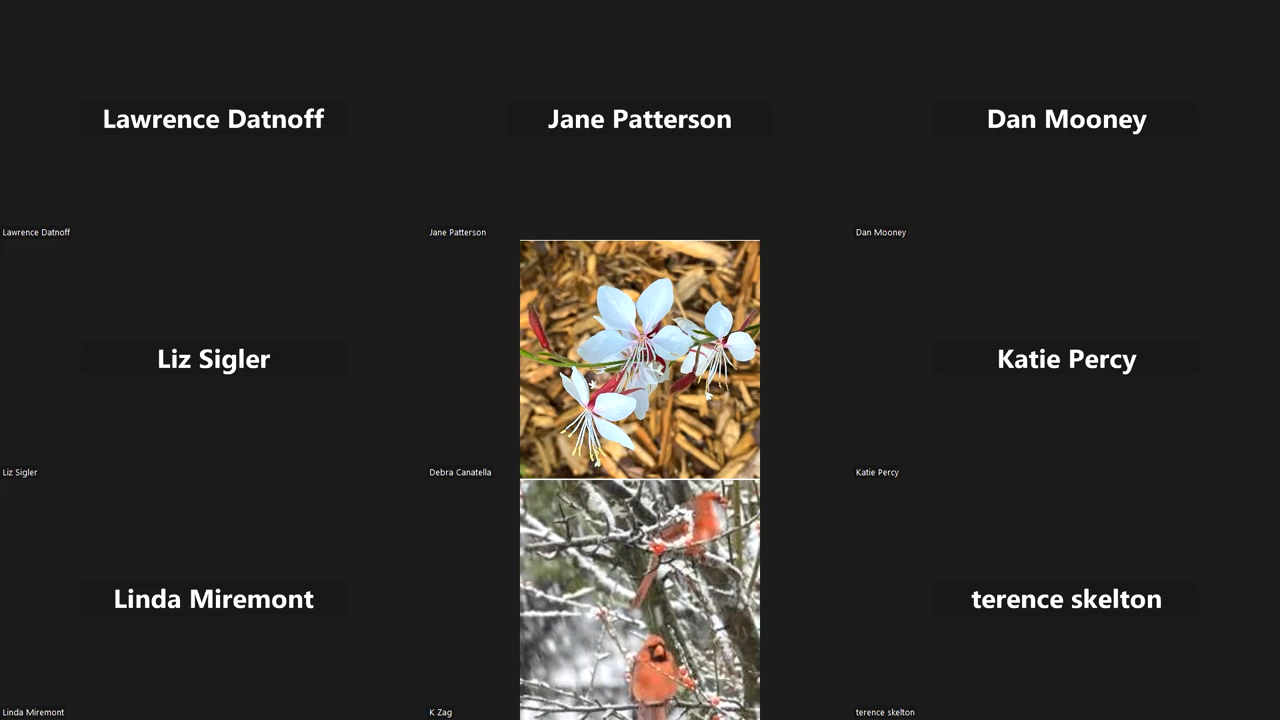 Lawrence Datnoff
Jane Patterson
Dan Mooney
Lawrence Datnoff
Jane Patterson
Dan Mooney
Liz Sigler
Katie Percy
Liz Sigler
Debra Canatella
Katie Percy
Linda Miremont
terence skelton
Linda Miremont
K Zag
terence skelton